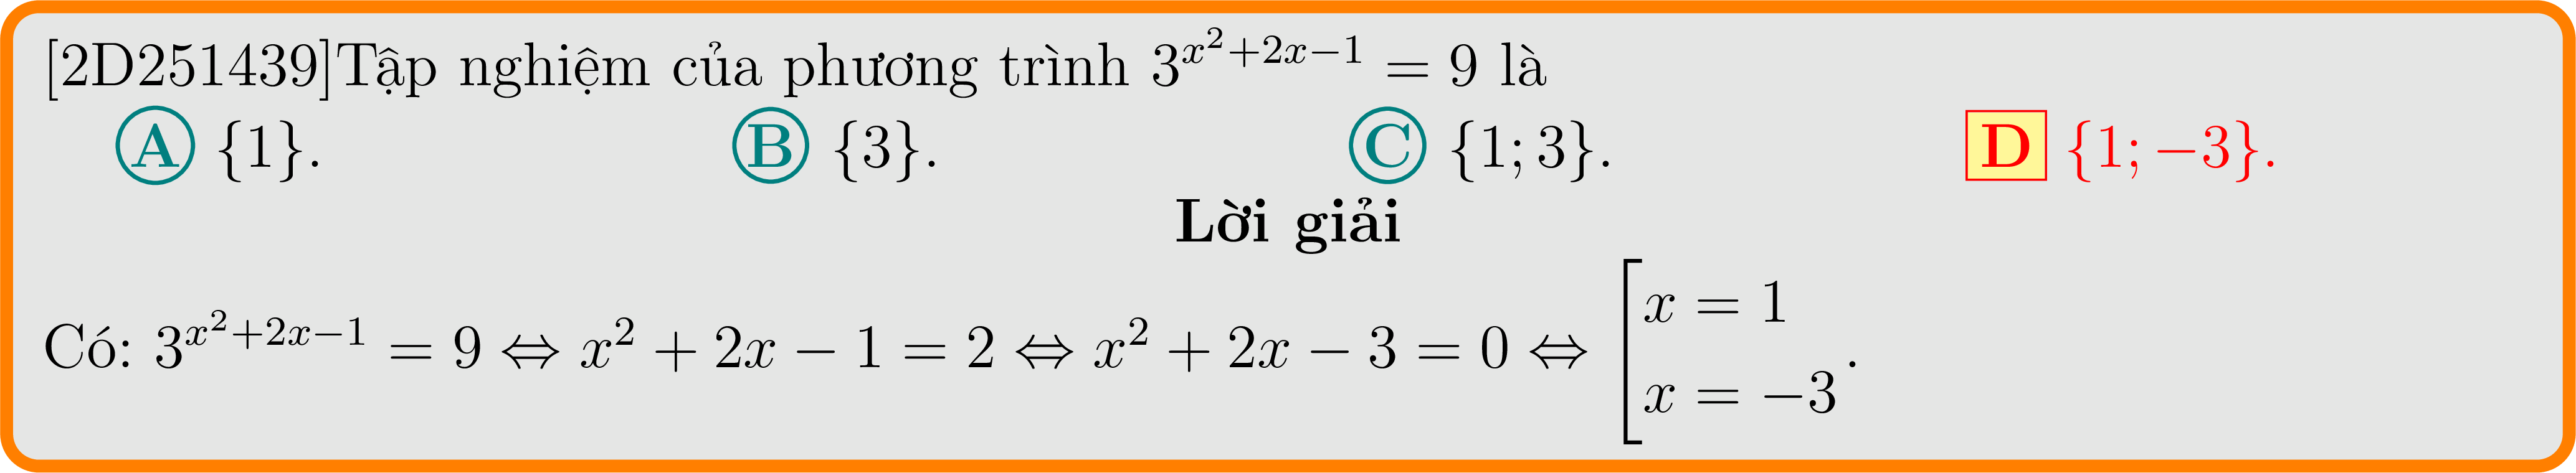 [2D251439]Tập nghiệm của phương trình $3^{x^2+2x-1} = 9$ là
A {1}. B {3}. C {1; 3}. D {1; −3}.
Lời giải
Có: $3^{x^2+2x-1} = 9 \Leftrightarrow x^2 + 2x - 1 = 2 \Leftrightarrow x^2 + 2x - 3 = 0 \Leftrightarrow \left[\begin{array}{l} x = 1 \\ x = -3 \end{array}\right.$.